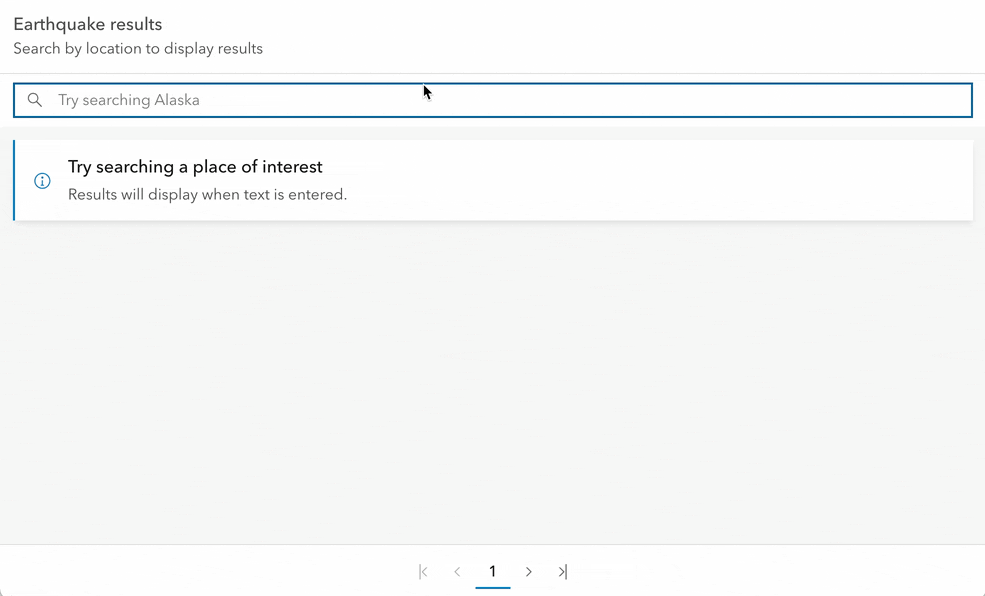 Earthquake results
Search by location to display results
Try searching Alaska
Try searching a place of interest
Results will display when text is entered.
1